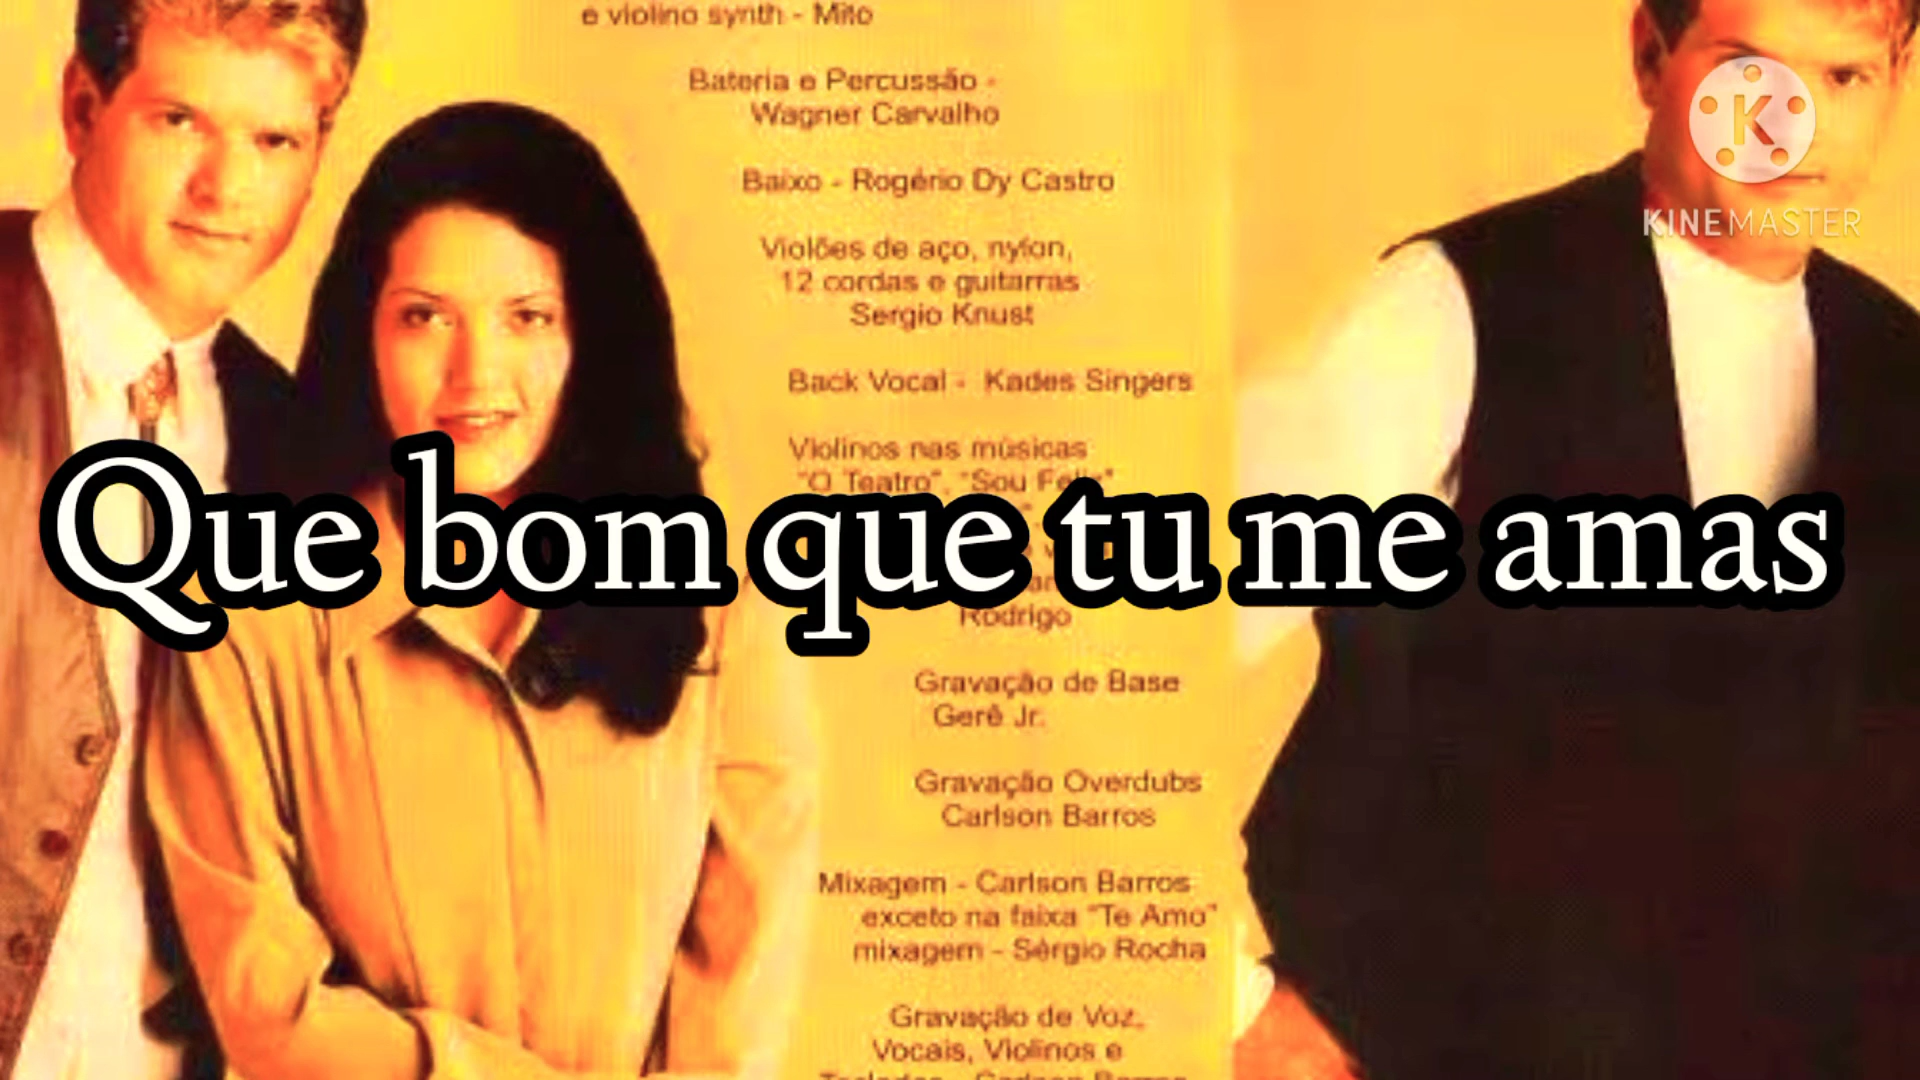 e violino synth - Mito
Bateria e Percussão -
Wagner Carvalho
KINEMASTER
Baixo - Rogério Dy Castro
Violões de aço, nylon,
12 cordas e guitarras
Sergio Knust
Back Vocal - Kades Singers
Violinos nas músicas
"O Teatro", "Sou Feliz"
Que bom que tu me amas
Rodrigo
Gravação de Base
Gerê Jr.
Gravação Overdubs
Carlson Barros
Mixagem - Carlson Barros
exceto na faixa "Te Amo"
mixagem - Sérgio Rocha
Gravação de Voz,
Vocais, Violinos e